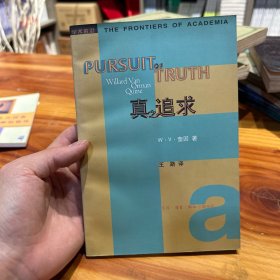 学术前沿 THE FRONTIERS OF ACADEMIA
PURSUIT of
TRUTH
Willard Van
Orman
Quine
真之追求
W·V·奎因 著
王路 译
a